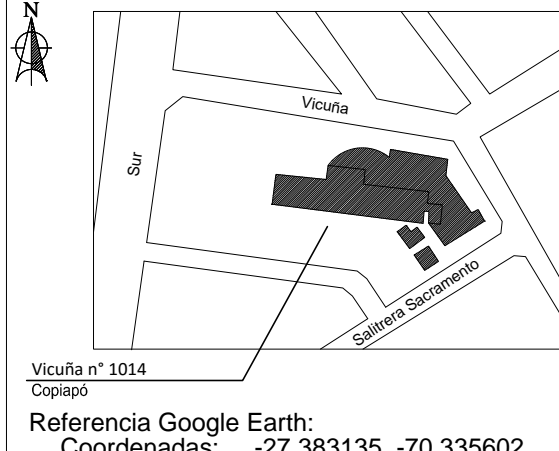 N
Vicuña
Sur
Salitrera Sacramento
Vicuña n° 1014
Copiapó
Referencia Google Earth:
Coordenadas: -27.383135, -70.335602